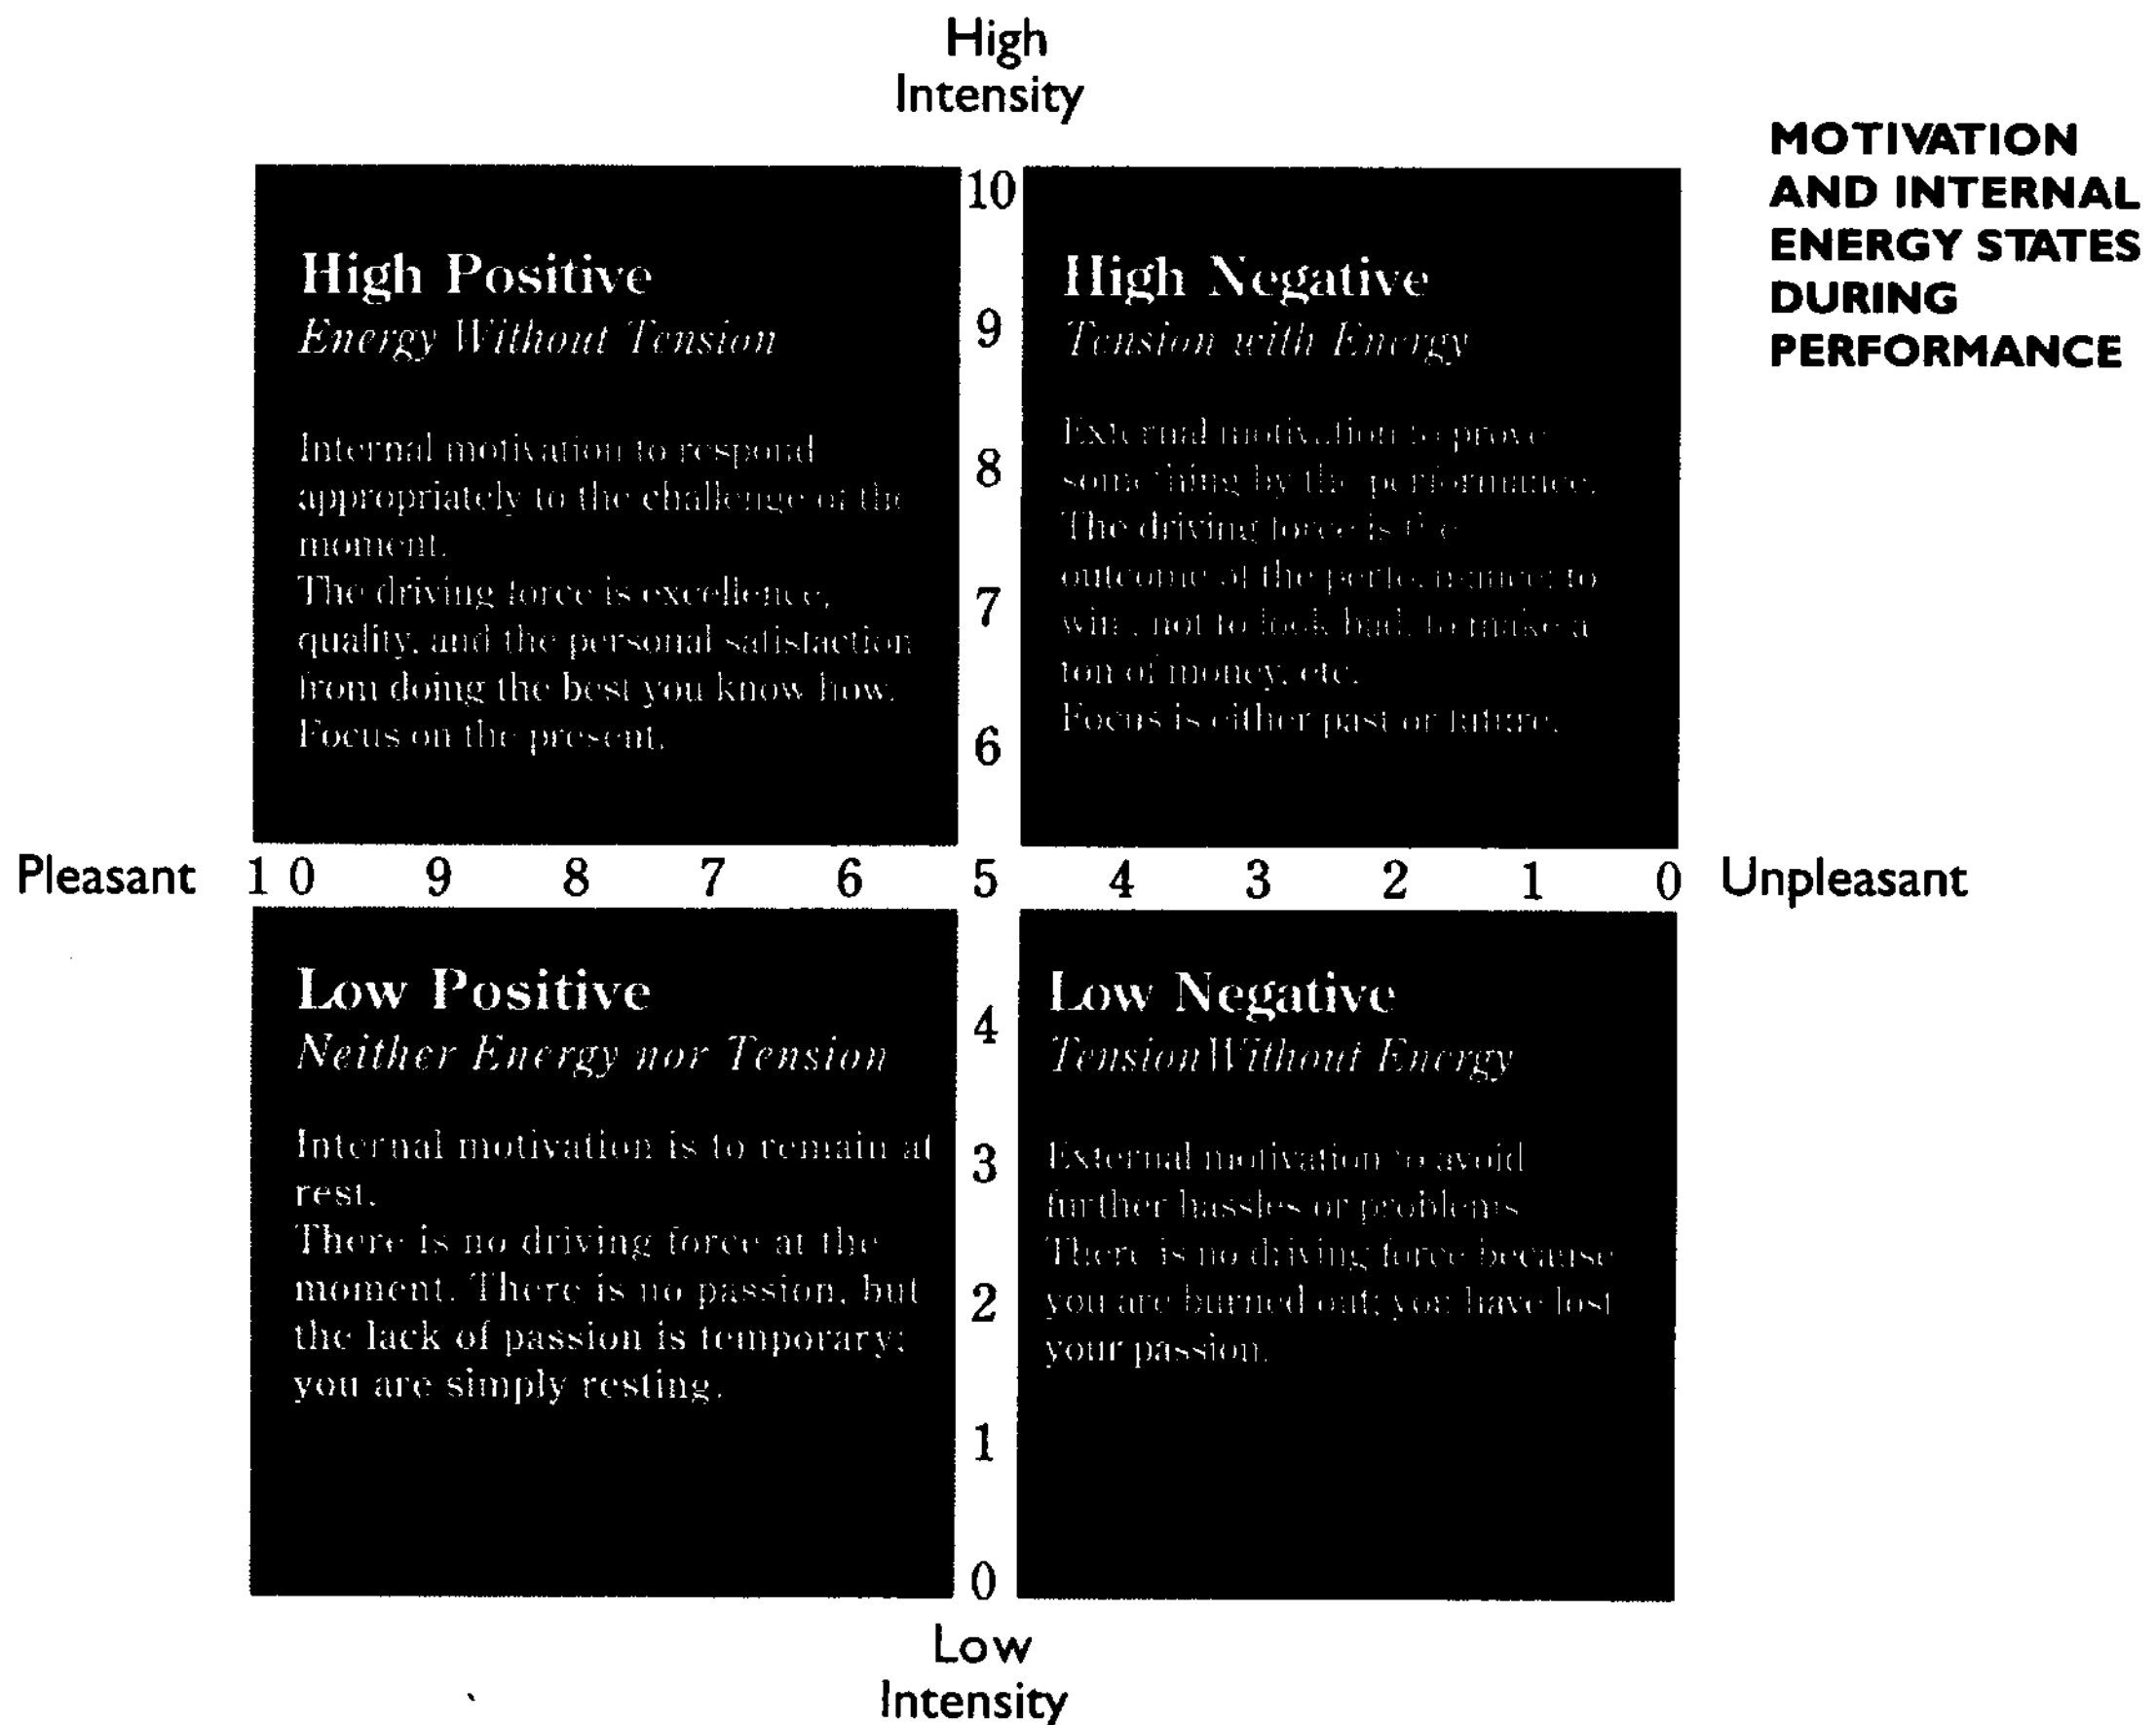 High
Intensity
MOTIVATION
AND INTERNAL
ENERGY STATES
DURING
PERFORMANCE
10
9
8
7
6
High Positive
Energy Without Tension
Internal motivation to respond
appropriately to the challenge of the
moment.
The driving force is excellence,
quality, and the personal satisfaction
from doing the best you know how.
Focus on the present.
High Negative
Tension with Energy
External motivation to prove
something by the performance.
The driving force is the
outcome of the performance: to
win, not to look bad, to make a
ton of money, etc.
Focus is either past or future.
Pleasant 10 9 8 7 6 5 4 3 2 1 0 Unpleasant
Low Positive
Neither Energy nor Tension
Internal motivation is to remain at
rest.
There is no driving force at the
moment. There is no passion, but
the lack of passion is temporary;
you are simply resting.
4
3
2
1
0
Low Negative
Tension Without Energy
External motivation to avoid
further hassles or problems
There is no driving force because
you are burned out; you have lost
your passion.
Low
Intensity